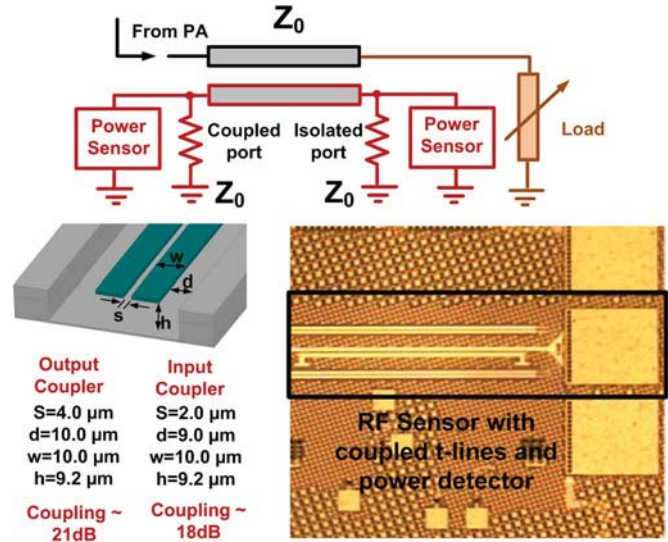 Z0
From PA
Power Sensor
Coupled port
Isolated port
Power Sensor
Load
Z0
Z0
w
d
s
h
Output Coupler
S=4.0 μm
d=10.0 μm
w=10.0 μm
h=9.2 μm
Coupling ~ 21dB
Input Coupler
S=2.0 μm
d=9.0 μm
w=10.0 μm
h=9.2 μm
Coupling ~ 18dB
RF Sensor with
coupled t-lines and
power detector